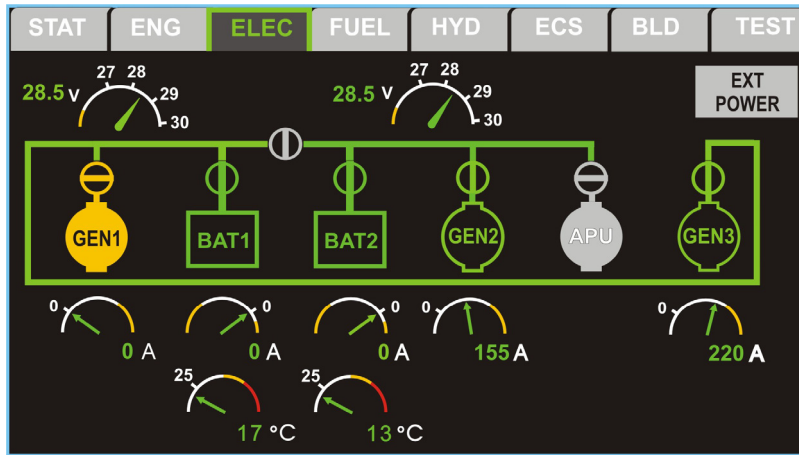 STAT ENG ELEC FUEL HYD ECS BLD TEST
27 28 27 28
28.5 V 29 28.5 V 29
30 30
EXT
POWER
GEN1 BAT1 BAT2 GEN2 APU GEN3
0 0 0 0 0
0 A 0 A 0 A 155 A 220 A
25 25
17 °C 13 °C